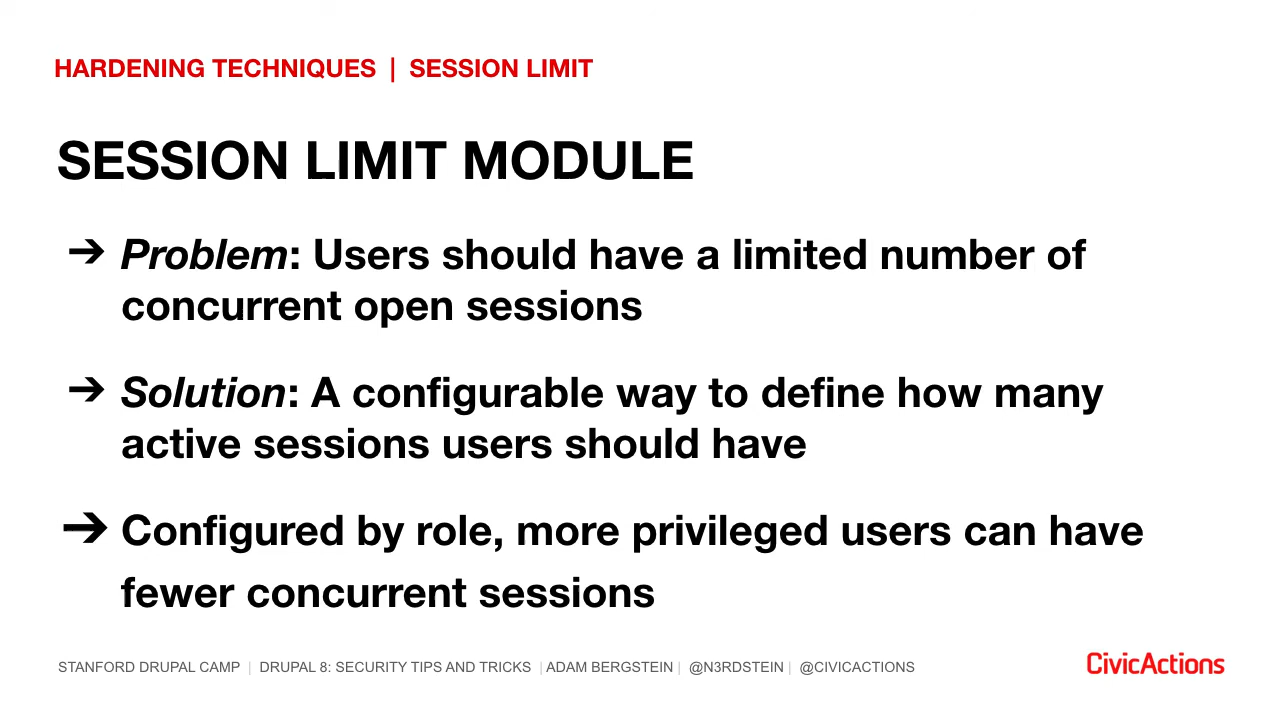 HARDENING TECHNIQUES | SESSION LIMIT
SESSION LIMIT MODULE
➔ Problem: Users should have a limited number of
concurrent open sessions
➔ Solution: A configurable way to define how many
active sessions users should have
➔ Configured by role, more privileged users can have
fewer concurrent sessions
STANFORD DRUPAL CAMP | DRUPAL 8: SECURITY TIPS AND TRICKS | ADAM BERGSTEIN | @N3RDSTEIN | @CIVICACTIONS
CivicActions